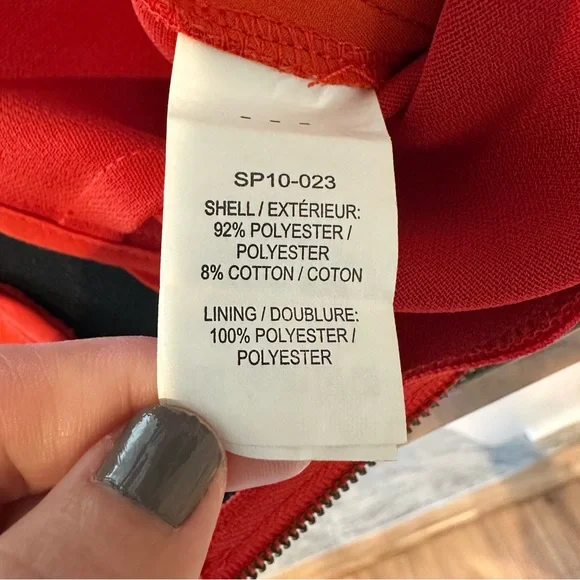 SP10-023
SHELL / EXTÉRIEUR:
92% POLYESTER /
POLYESTER
8% COTTON / COTON
LINING / DOUBLURE:
100% POLYESTER /
POLYESTER